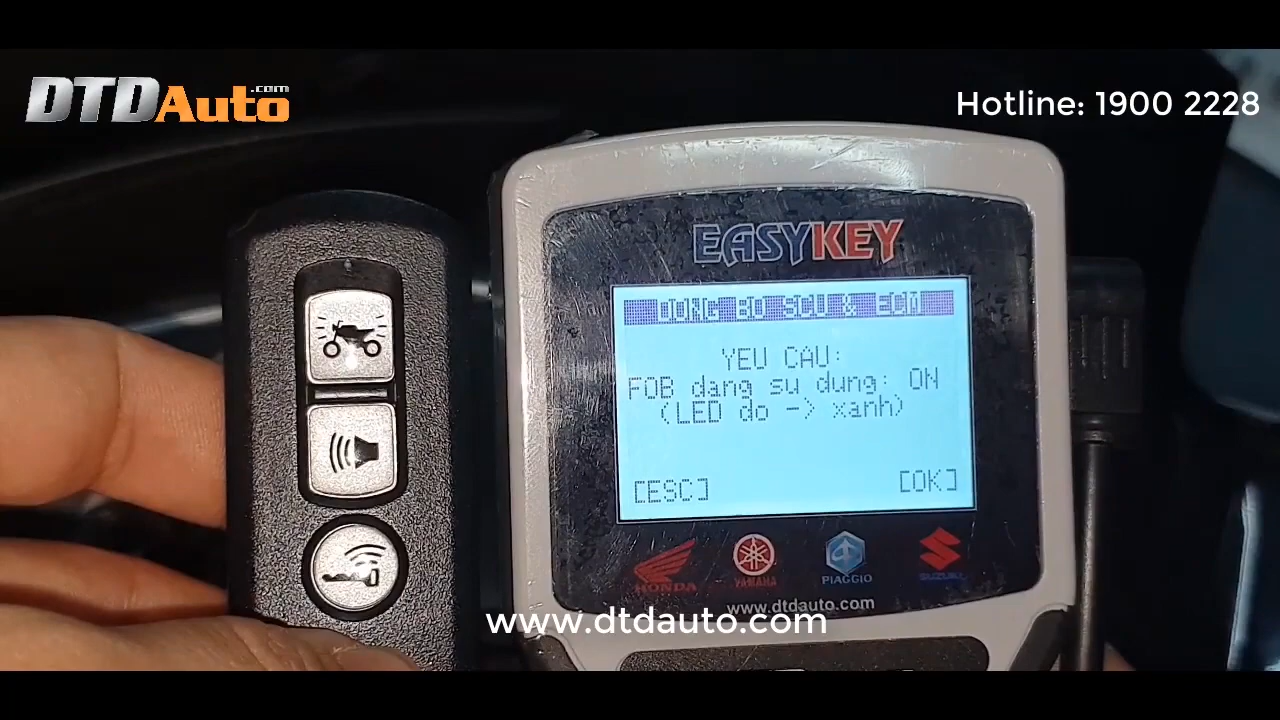 DTDAuto.com
Hotline: 1900 2228
EASYKEY
DONG BO SCU & ECM
YEU CAU:
FOB dang su dung: ON
(LED do -> xanh)
[ESC] [OK]
HONDA YAMAHA PIAGGIO SUZUKI
www.dtdauto.com
www.dtdauto.com